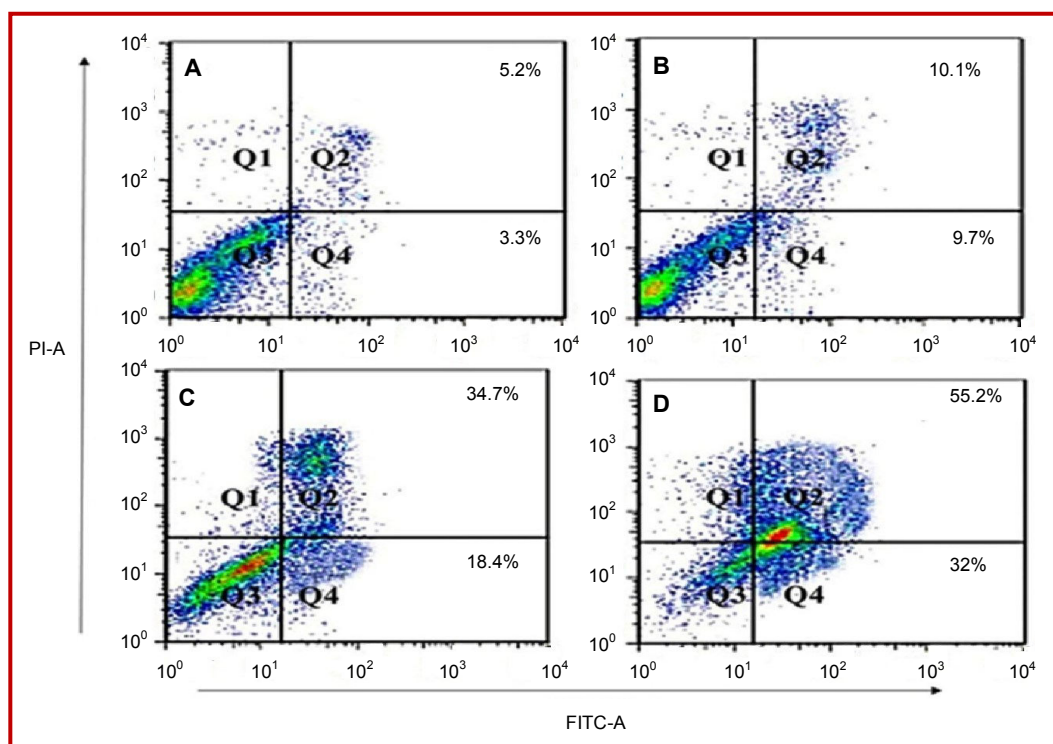 A
5.2%
Q1
Q2
3.3%
Q3
Q4
10⁴
10³
10²
10¹
10⁰
10⁰
10¹
10²
10³
10⁴
B
10.1%
Q1
Q2
9.7%
Q3
Q4
10⁴
10³
10²
10¹
10⁰
10⁰
10¹
10²
10³
10⁴
PI-A
C
34.7%
Q1
Q2
18.4%
Q3
Q4
10⁴
10³
10²
10¹
10⁰
10⁰
10¹
10²
10³
10⁴
D
55.2%
Q1
Q2
32%
Q3
Q4
10⁴
10³
10²
10¹
10⁰
10⁰
10¹
10²
10³
10⁴
FITC-A